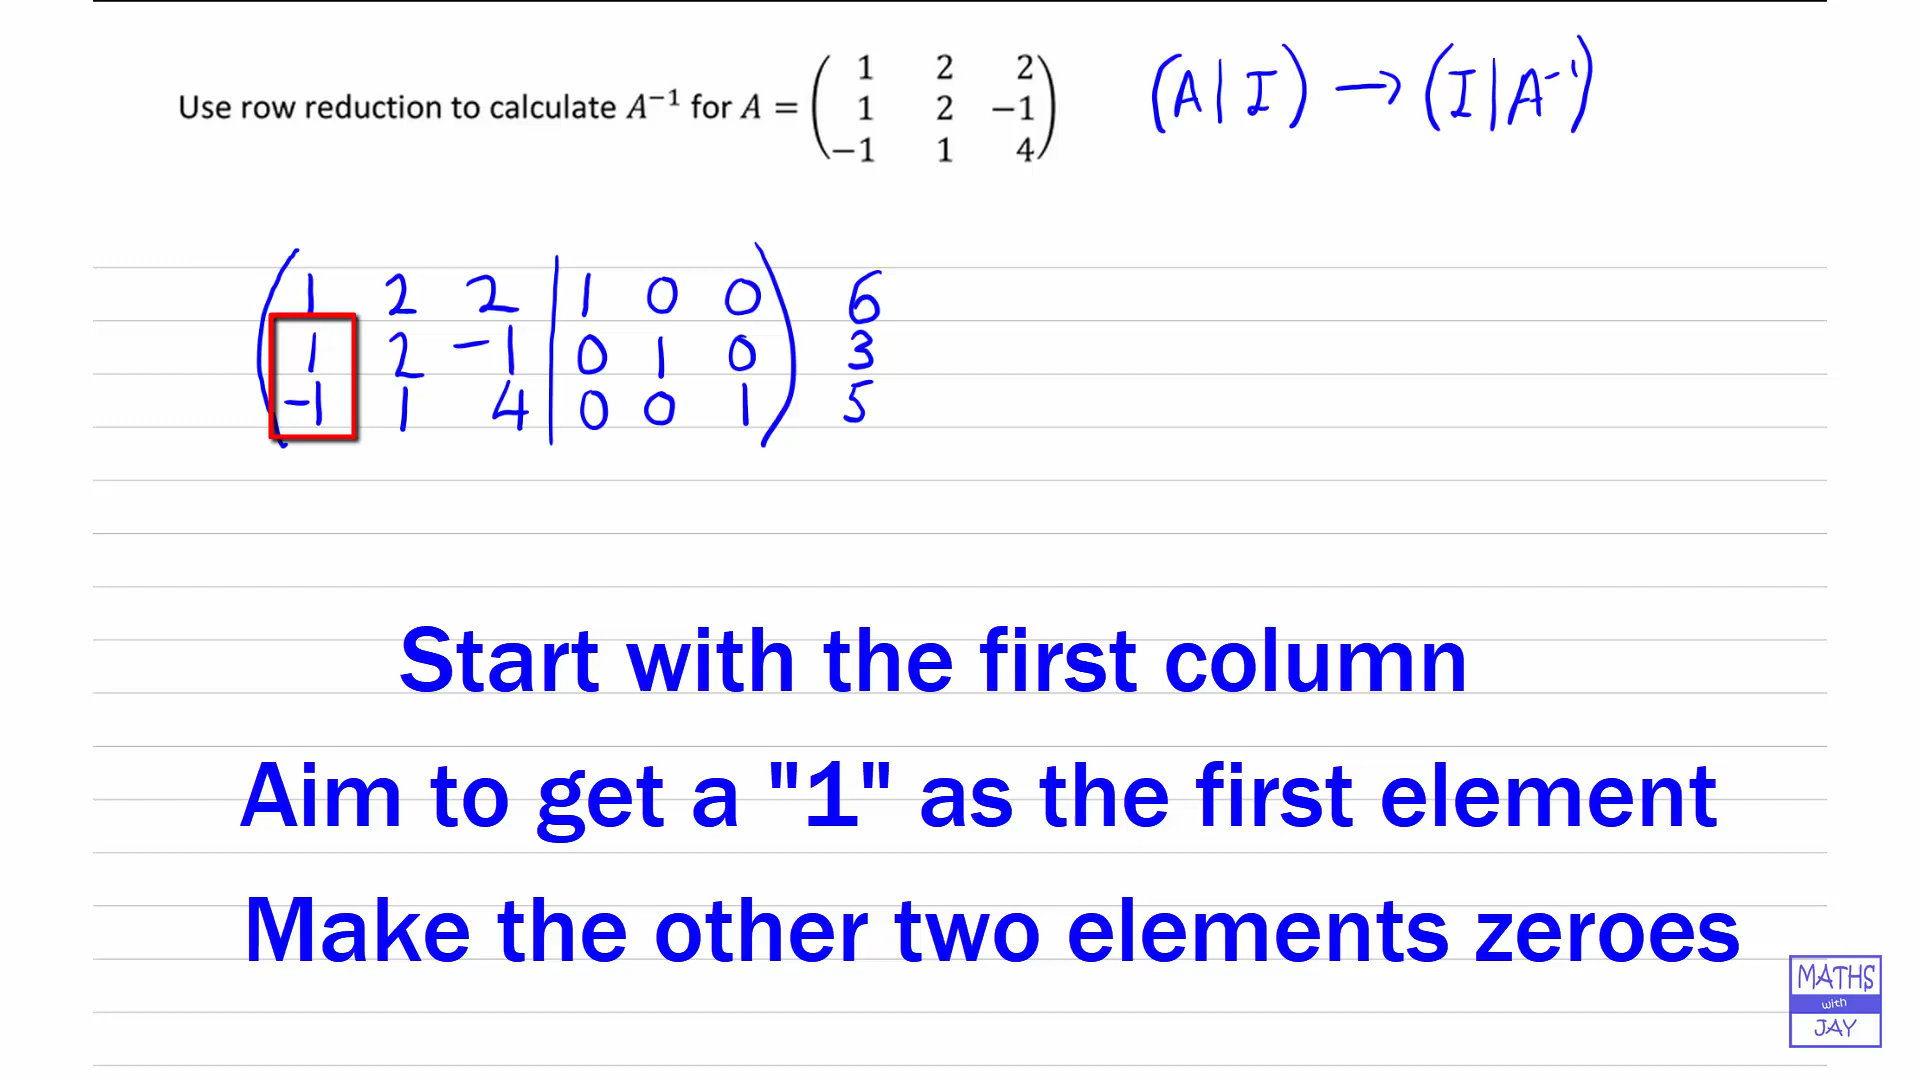 Use row reduction to calculate A⁻¹ for A = ( 1 2 2
1 2 −1
−1 1 4 )
(A | I) → (I | A⁻¹)
( 1 2 2 | 1 0 0 ) 6
1 2 -1 | 0 1 0 3
-1 1 4 | 0 0 1 5
Start with the first column
Aim to get a "1" as the first element
Make the other two elements zeroes
MATHS
with
JAY